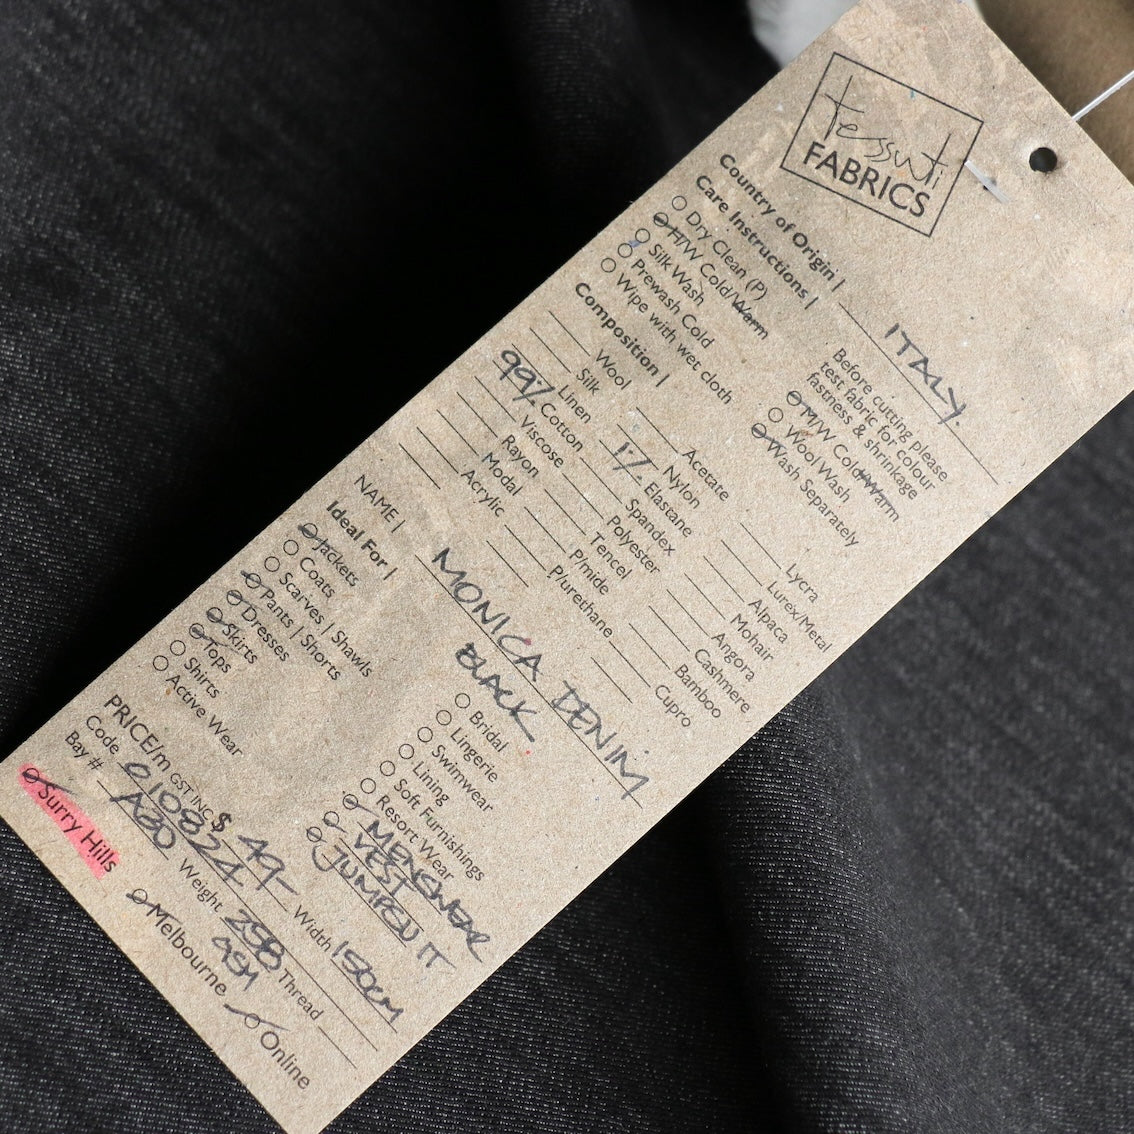 tessuti
FABRICS
Country of Origin | ITALY.
Care Instructions |
Dry Clean (P)
H/W Cold/Warm
Silk Wash
Prewash Cold
Wipe with wet cloth
Before cutting please
test fabric for colour
fastness & shrinkage
M/W Cold/Warm
Wool Wash
Wash Separately
Composition |
Wool
Silk
Linen
99% Cotton
Viscose
Rayon
Modal
Acrylic
Acetate
Nylon
1% Elastane
Spandex
Polyester
Tencel
P/mide
P/urethane
Lycra
Lurex/Metal
Alpaca
Mohair
Angora
Cashmere
Bamboo
Cupro
NAME | MONICA DENIM
BLACK
Ideal For |
Jackets
Coats
Scarves | Shawls
Pants | Shorts
Dresses
Skirts
Tops
Shirts
Active Wear
Bridal
Lingerie
Swimwear
Lining
Soft Furnishings
Resort Wear
MENSWEAR
VEST
JUMPSUIT
PRICE/m GST INC $ 49- Width 150cm
Code 010834 Weight 298 GSM Thread
Bay # A80
Surry Hills
Melbourne
Online